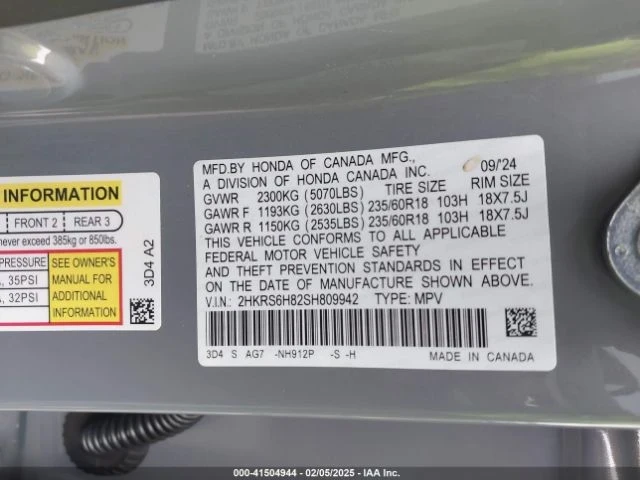 INFORMATION
FRONT 2 REAR 3
never exceed 385kg or 850lbs.
PRESSURE
35PSI
32PSI
SEE OWNER'S
MANUAL FOR
ADDITIONAL
INFORMATION
3D4 A2
MFD.BY HONDA OF CANADA MFG.,
A DIVISION OF HONDA CANADA INC. 09/24
GVWR 2300KG (5070LBS) TIRE SIZE RIM SIZE
GAWR F 1193KG (2630LBS) 235/60R18 103H 18X7.5J
GAWR R 1150KG (2535LBS) 235/60R18 103H 18X7.5J
THIS VEHICLE CONFORMS TO ALL APPLICABLE
FEDERAL MOTOR VEHICLE SAFETY
AND THEFT PREVENTION STANDARDS IN EFFECT
ON THE DATE OF MANUFACTURE SHOWN ABOVE.
V.I.N.: 2HKRS6H82SH809942 TYPE: MPV
3D4 S AG7 -NH912P -S -H MADE IN CANADA
000-41504944 - 02/05/2025 - IAA Inc.